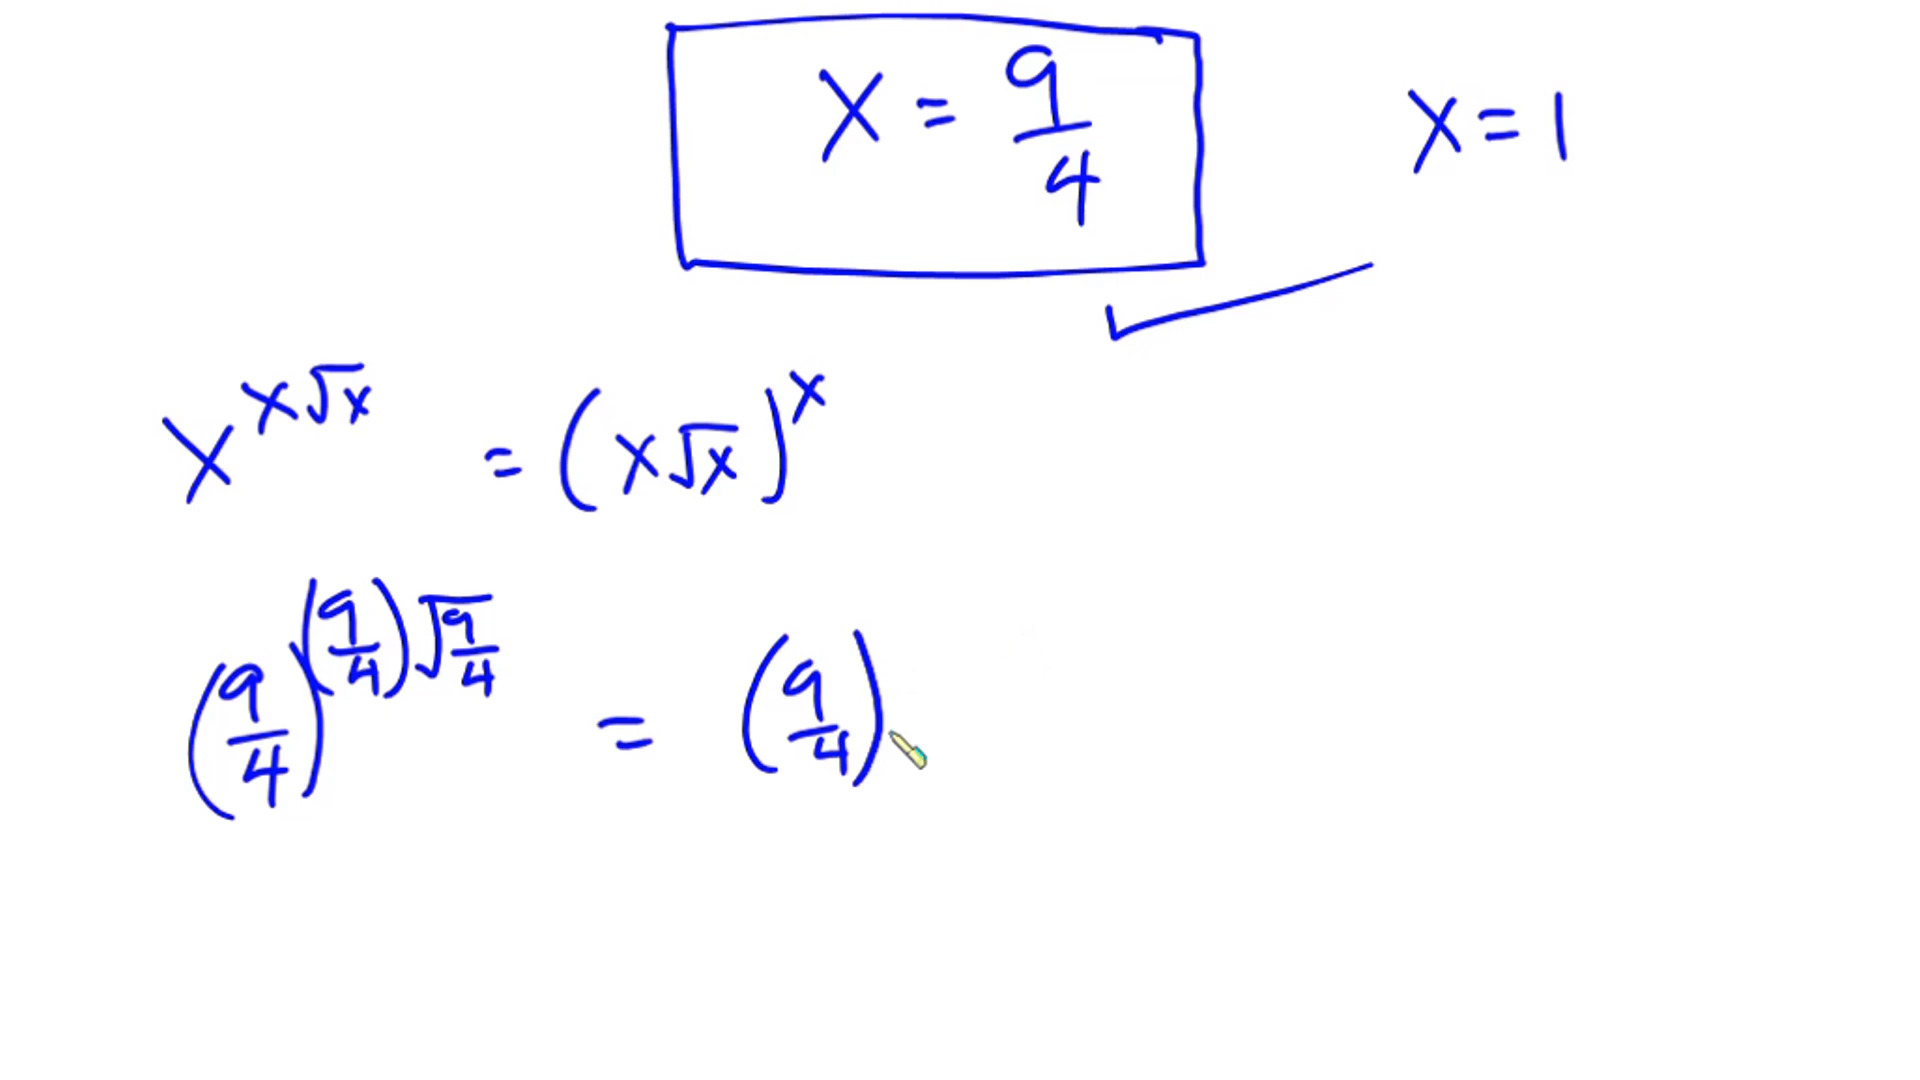 x = 9/4 x = 1
x^(x√x) = (x√x)^x
(9/4)^((9/4)√(9/4)) = (9/4)